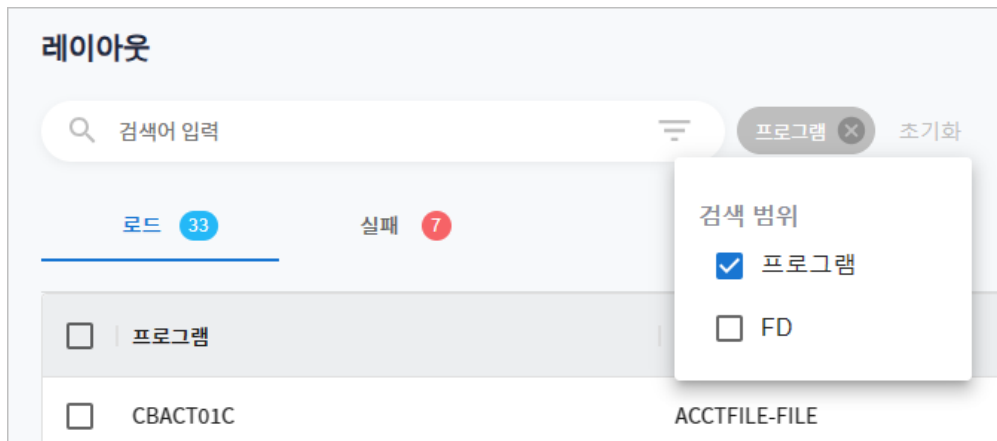 레이아웃
검색어 입력
프로그램
초기화
로드 33
실패 7
검색 범위
프로그램
FD
프로그램
CBACT01C ACCTFILE-FILE